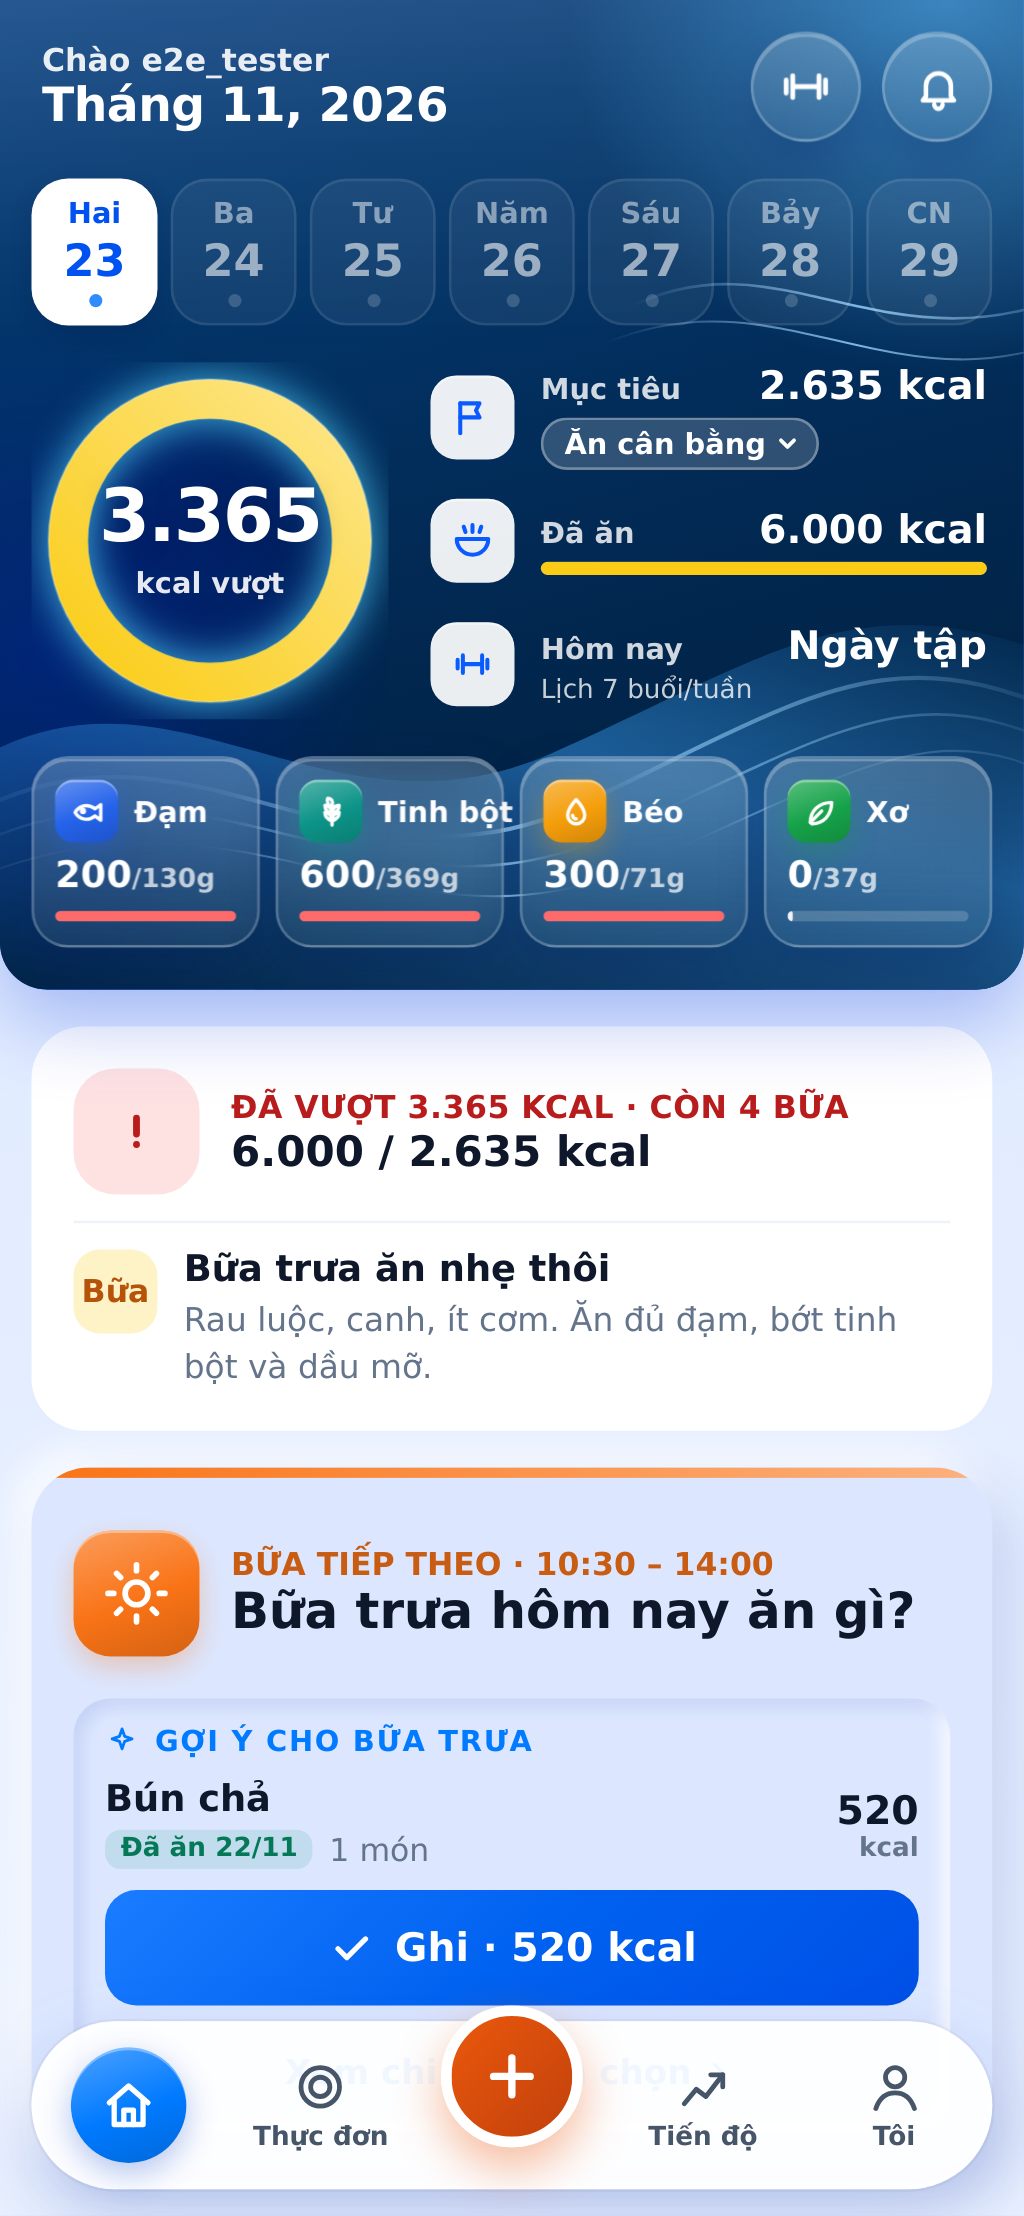 Chào e2e_tester
Tháng 11, 2026
Hai Ba Tư Năm Sáu Bảy CN
23 24 25 26 27 28 29
3.365
kcal vượt
Mục tiêu 2.635 kcal
Ăn cân bằng
Đã ăn 6.000 kcal
Hôm nay Ngày tập
Lịch 7 buổi/tuần
Đạm Tinh bột Béo Xơ
200/130g 600/369g 300/71g 0/37g
ĐÃ VƯỢT 3.365 KCAL · CÒN 4 BỮA
6.000 / 2.635 kcal
Bữa
Bữa trưa ăn nhẹ thôi
Rau luộc, canh, ít cơm. Ăn đủ đạm, bớt tinh
bột và dầu mỡ.
BỮA TIẾP THEO · 10:30 – 14:00
Bữa trưa hôm nay ăn gì?
GỢI Ý CHO BỮA TRƯA
Bún chả
520
kcal
Đã ăn 22/11 1 món
Ghi · 520 kcal
chọn
Thực đơn Tiến độ Tôi